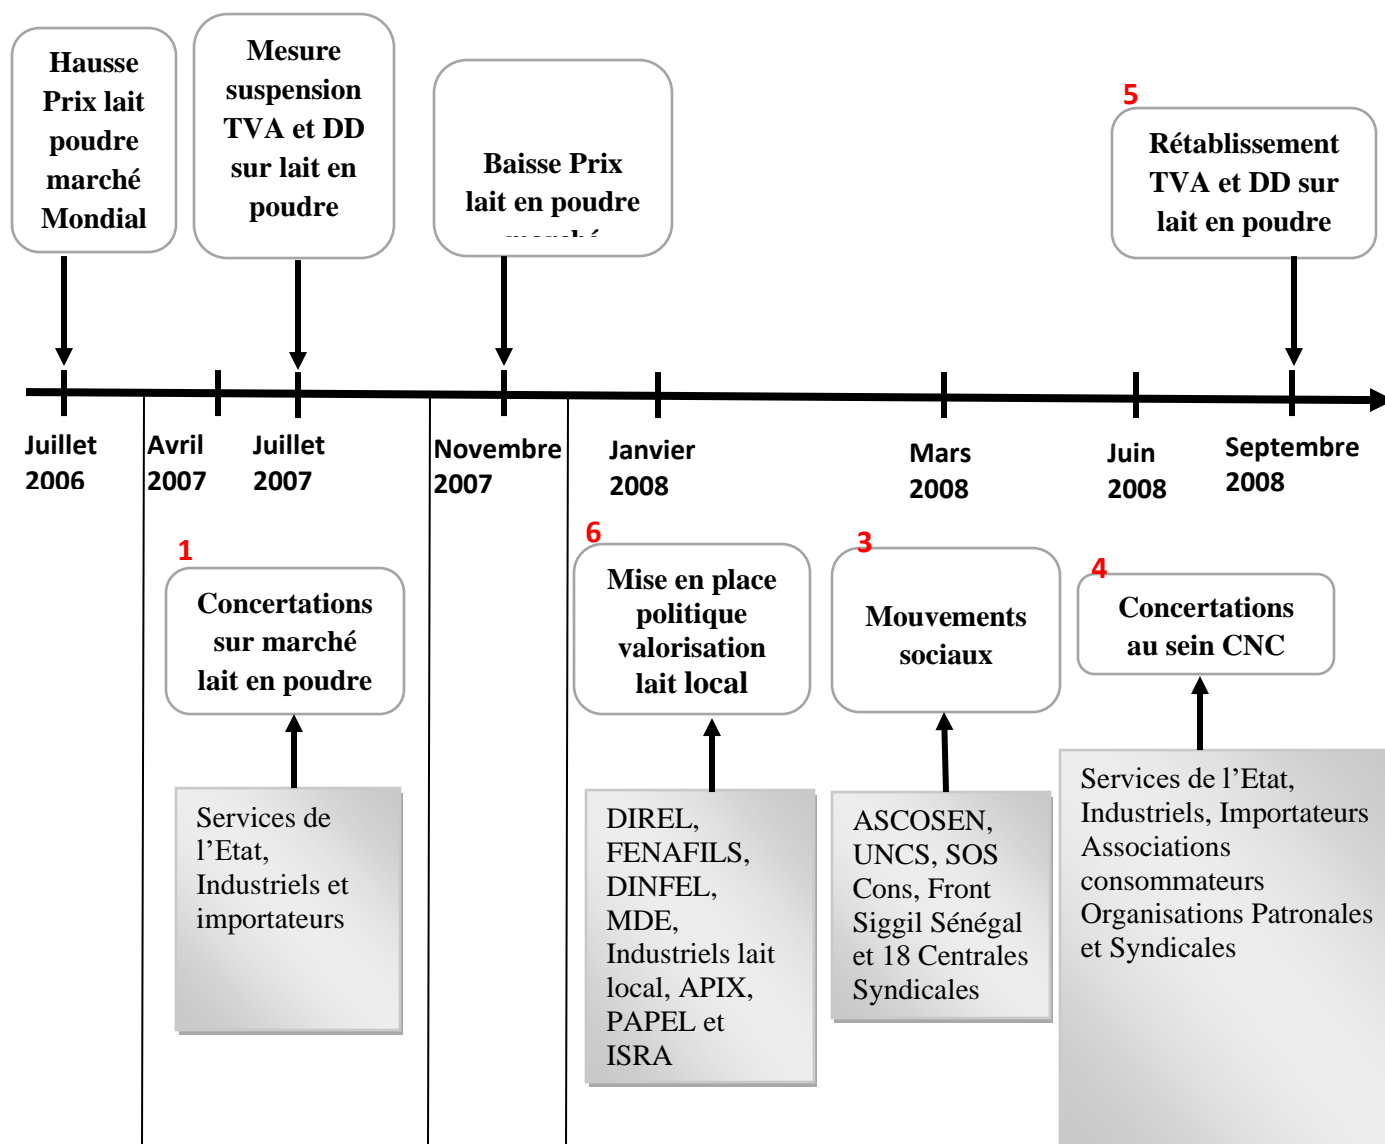 Hausse
Prix lait
poudre
marché
Mondial
Mesure
suspension
TVA et DD
sur lait en
poudre
Baisse Prix
lait en poudre
marché
5
Rétablissement
TVA et DD sur
lait en poudre
Juillet
2006
Avril
2007
Juillet
2007
Novembre
2007
Janvier
2008
Mars
2008
Juin
2008
Septembre
2008
1
Concertations
sur marché
lait en poudre
6
Mise en place
politique
valorisation
lait local
3
Mouvements
sociaux
4
Concertations
au sein CNC
Services de
l’Etat,
Industriels et
importateurs
DIREL,
FENAFILS,
DINFEL,
MDE,
Industriels lait
local, APIX,
PAPEL et
ISRA
ASCOSEN,
UNCS, SOS
Cons, Front
Siggil Sénégal
et 18 Centrales
Syndicales
Services de l’Etat,
Industriels, Importateurs
Associations
consommateurs
Organisations Patronales
et Syndicales